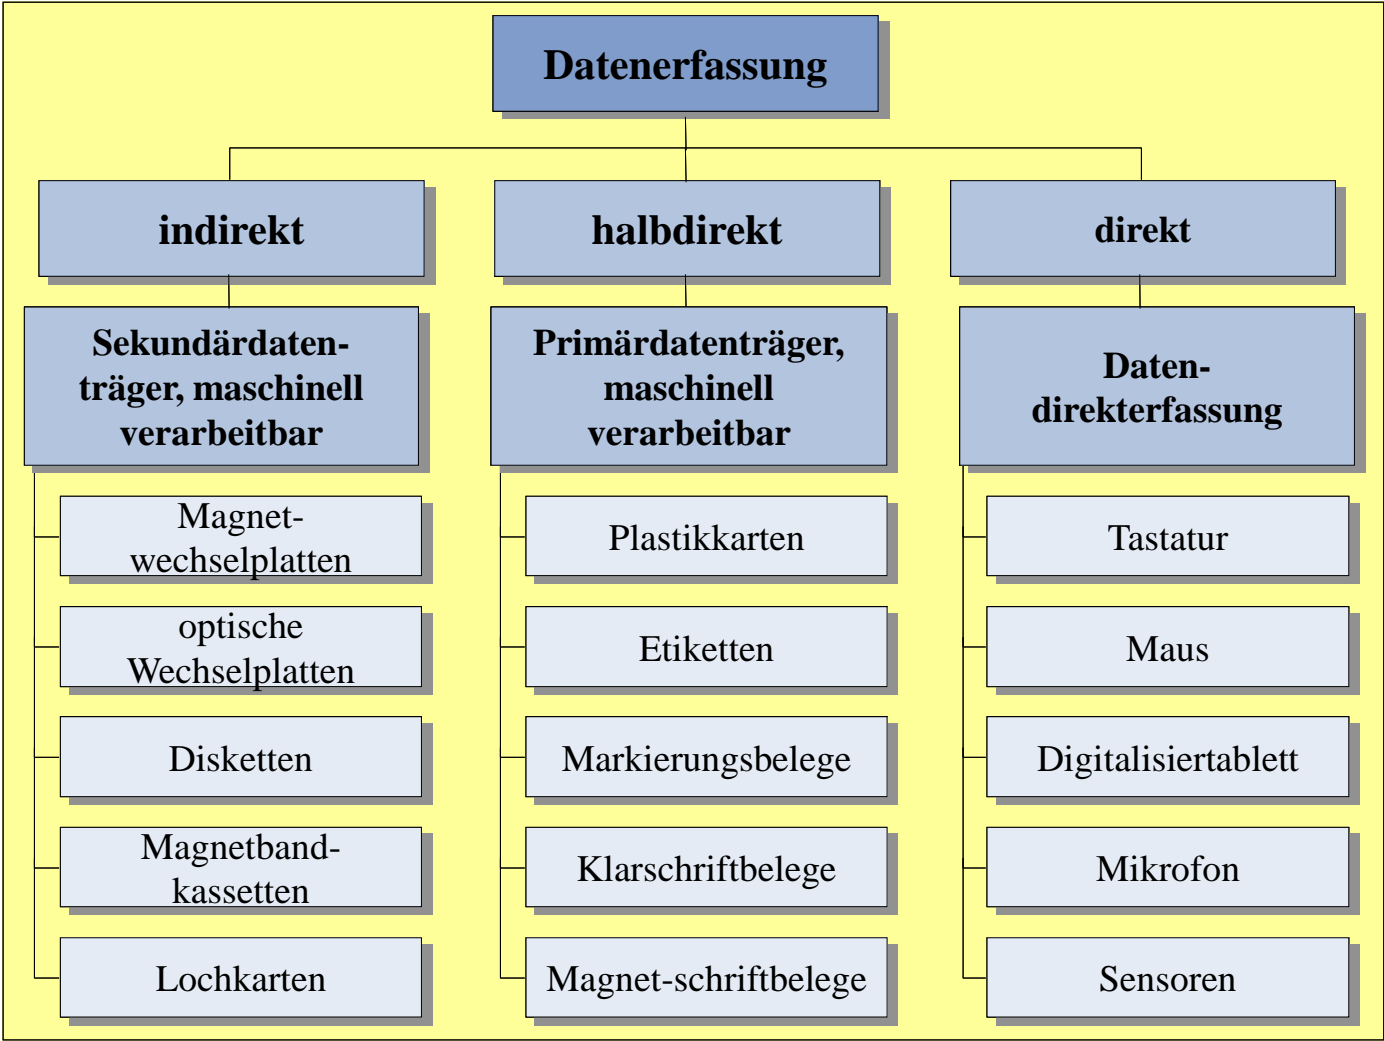 Datenerfassung
indirekt
halbdirekt
direkt
Sekundärdaten-
träger, maschinell
verarbeitbar
Primärdatenträger,
maschinell
verarbeitbar
Daten-
direkterfassung
Magnet-
wechselplatten
optische
Wechselplatten
Disketten
Magnetband-
kassetten
Lochkarten
Plastikkarten
Etiketten
Markierungsbelege
Klarschriftbelege
Magnet-schriftbelege
Tastatur
Maus
Digitalisiertablett
Mikrofon
Sensoren